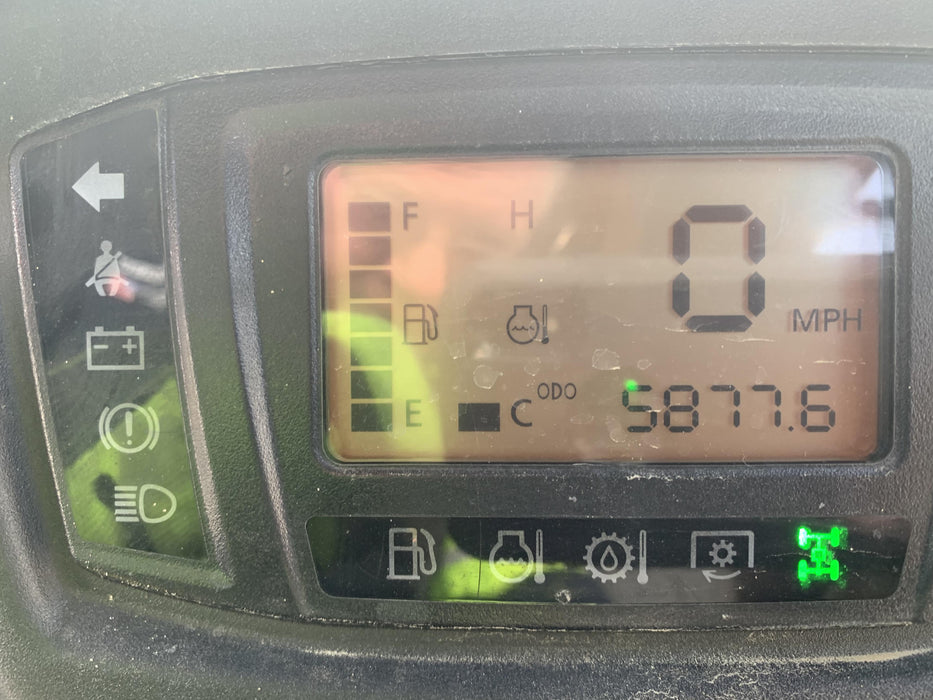 F H 0
MPH
ODO
E C 5877.6